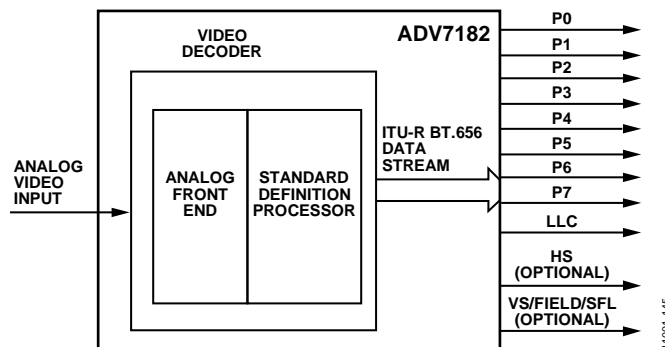 VIDEO
DECODER
ADV7182
ANALOG
VIDEO
INPUT
ANALOG
FRONT
END
STANDARD
DEFINITION
PROCESSOR
ITU-R BT.656
DATA
STREAM
P0
P1
P2
P3
P4
P5
P6
P7
LLC
HS
(OPTIONAL)
VS/FIELD/SFL
(OPTIONAL)